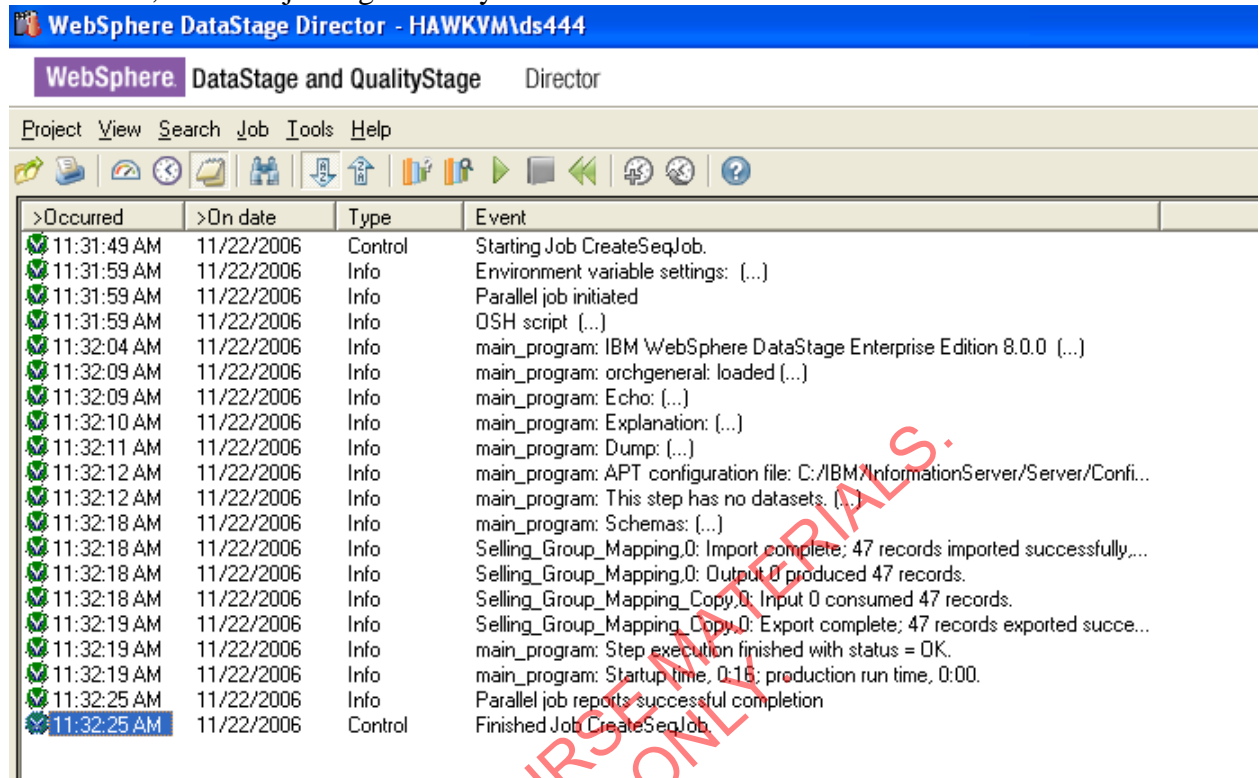 WebSphere DataStage Director - HAWKVM\ds444
WebSphere. DataStage and QualityStage Director
Project View Search Job Tools Help
>Occurred >On date Type Event
11:31:49 AM 11/22/2006 Control Starting Job CreateSeqJob.
11:31:59 AM 11/22/2006 Info Environment variable settings: (...)
11:31:59 AM 11/22/2006 Info Parallel job initiated
11:31:59 AM 11/22/2006 Info OSH script (...)
11:32:04 AM 11/22/2006 Info main_program: IBM WebSphere DataStage Enterprise Edition 8.0.0 (...)
11:32:09 AM 11/22/2006 Info main_program: orchgeneral: loaded (...)
11:32:09 AM 11/22/2006 Info main_program: Echo: (...)
11:32:10 AM 11/22/2006 Info main_program: Explanation: (...)
11:32:11 AM 11/22/2006 Info main_program: Dump: (...)
11:32:12 AM 11/22/2006 Info main_program: APT configuration file: C:/IBM/InformationServer/Server/Confi...
11:32:12 AM 11/22/2006 Info main_program: This step has no datasets. (...)
11:32:18 AM 11/22/2006 Info main_program: Schemas: (...)
11:32:18 AM 11/22/2006 Info Selling_Group_Mapping,0: Import complete; 47 records imported successfully,...
11:32:18 AM 11/22/2006 Info Selling_Group_Mapping,0: Output 0 produced 47 records.
11:32:18 AM 11/22/2006 Info Selling_Group_Mapping_Copy,0: Input 0 consumed 47 records.
11:32:19 AM 11/22/2006 Info Selling_Group_Mapping_Copy,0: Export complete; 47 records exported succe...
11:32:19 AM 11/22/2006 Info main_program: Step execution finished with status = OK.
11:32:19 AM 11/22/2006 Info main_program: Startup time, 0:16; production run time, 0:00.
11:32:25 AM 11/22/2006 Info Parallel job reports successful completion
11:32:25 AM 11/22/2006 Control Finished Job CreateSeqJob.
MATERIALS.
ONLY